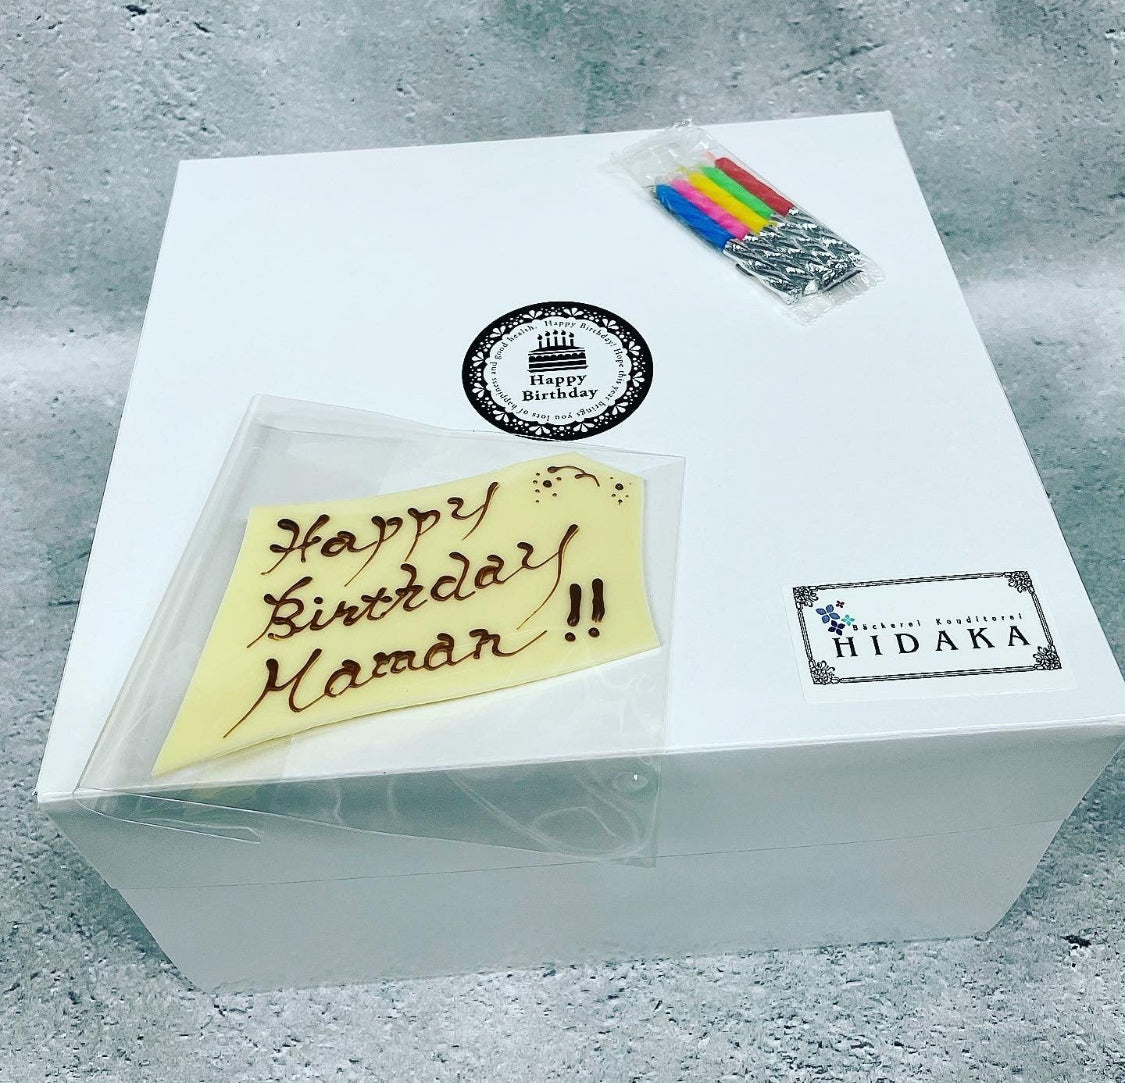 Happy Birthday! Hope this year brings you lots of happiness and good health.
Happy
Birthday
Happy
Birthday
Maman !!
Bäckerei Konditorei
HIDAKA